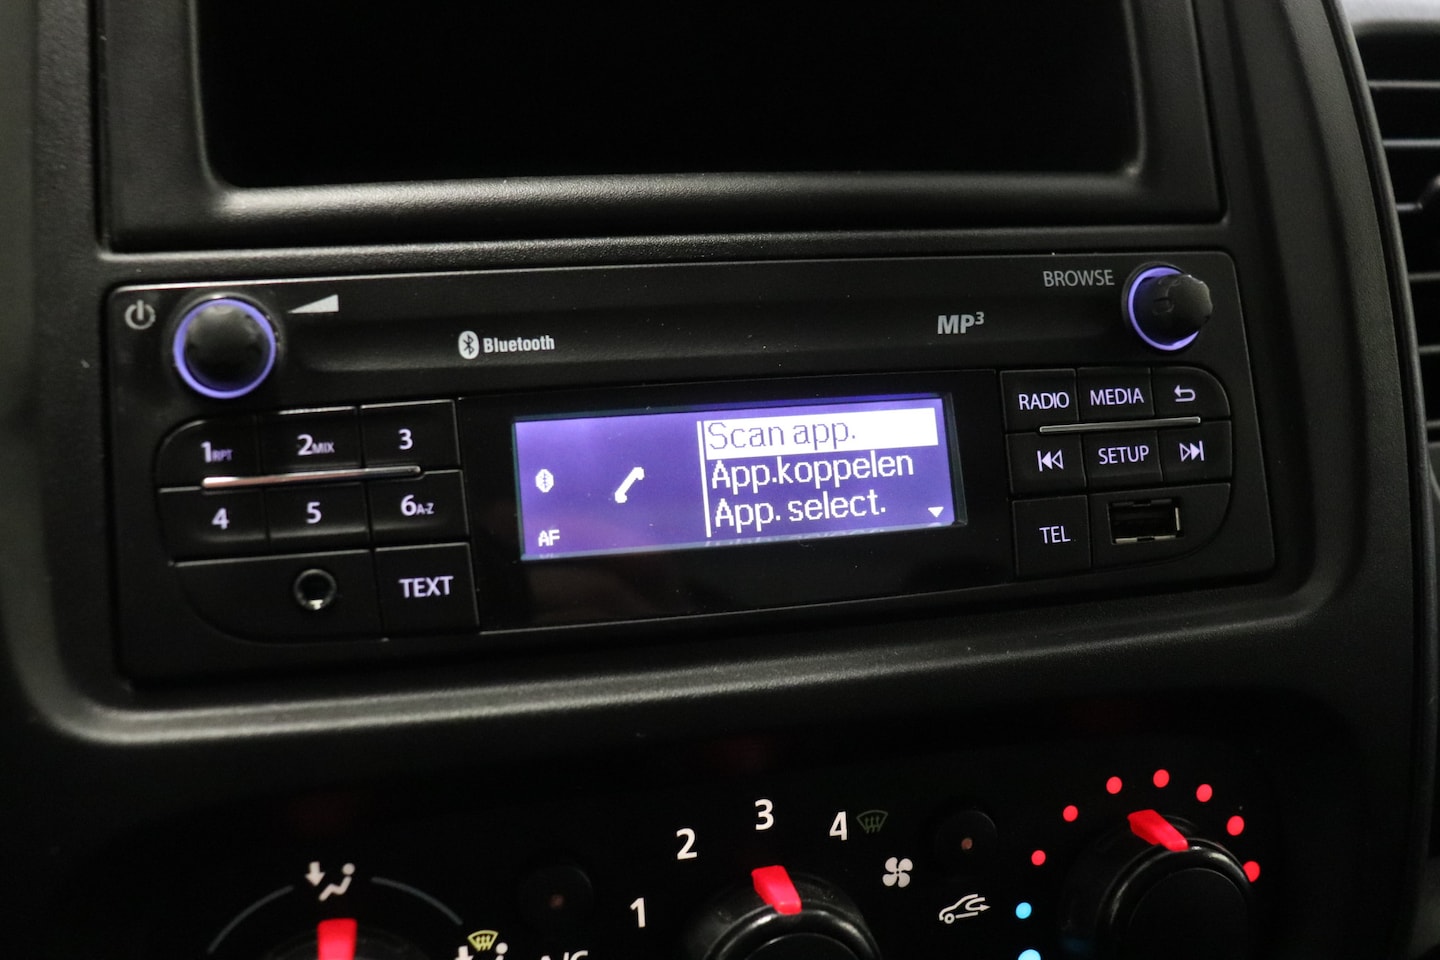 BROWSE
Bluetooth
MP3
RADIO MEDIA
SETUP
TEL
1RPT 2MIX 3
4 5 6A-Z
TEXT
Scan app.
App.koppelen
App. select.
AF
1 2 3 4
A/C